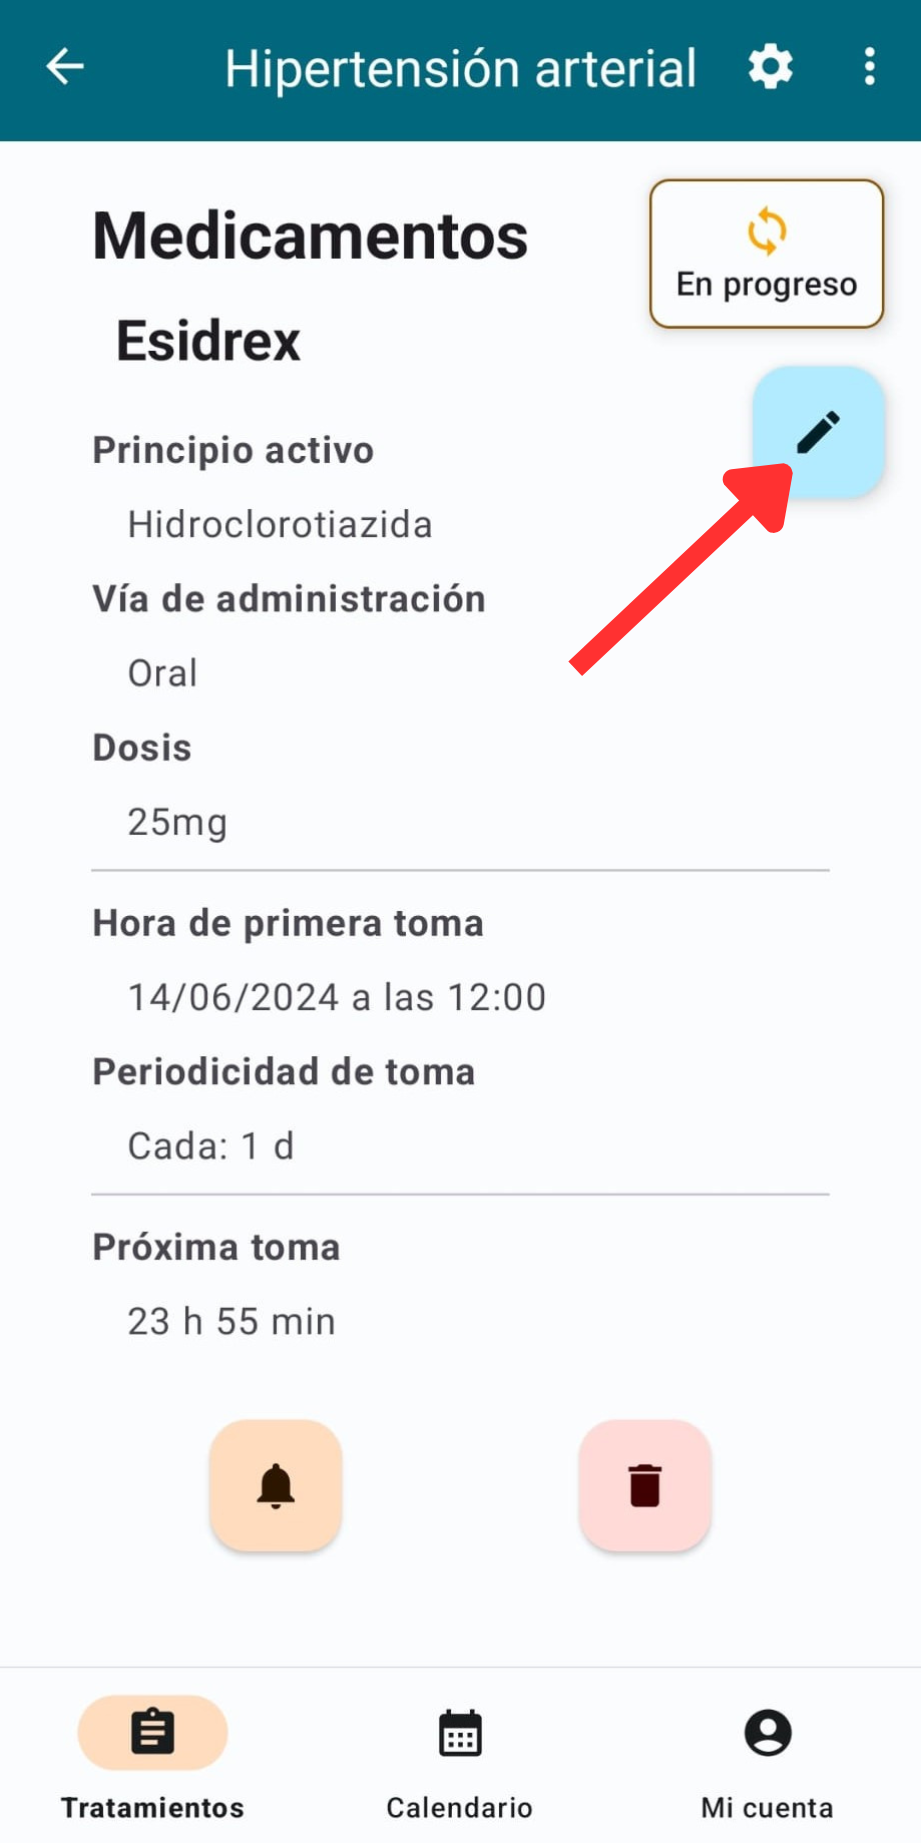 Hipertensión arterial
Medicamentos
En progreso
Esidrex
Principio activo
Hidroclorotiazida
Vía de administración
Oral
Dosis
25mg
Hora de primera toma
14/06/2024 a las 12:00
Periodicidad de toma
Cada: 1 d
Próxima toma
23 h 55 min
Tratamientos
Calendario
Mi cuenta